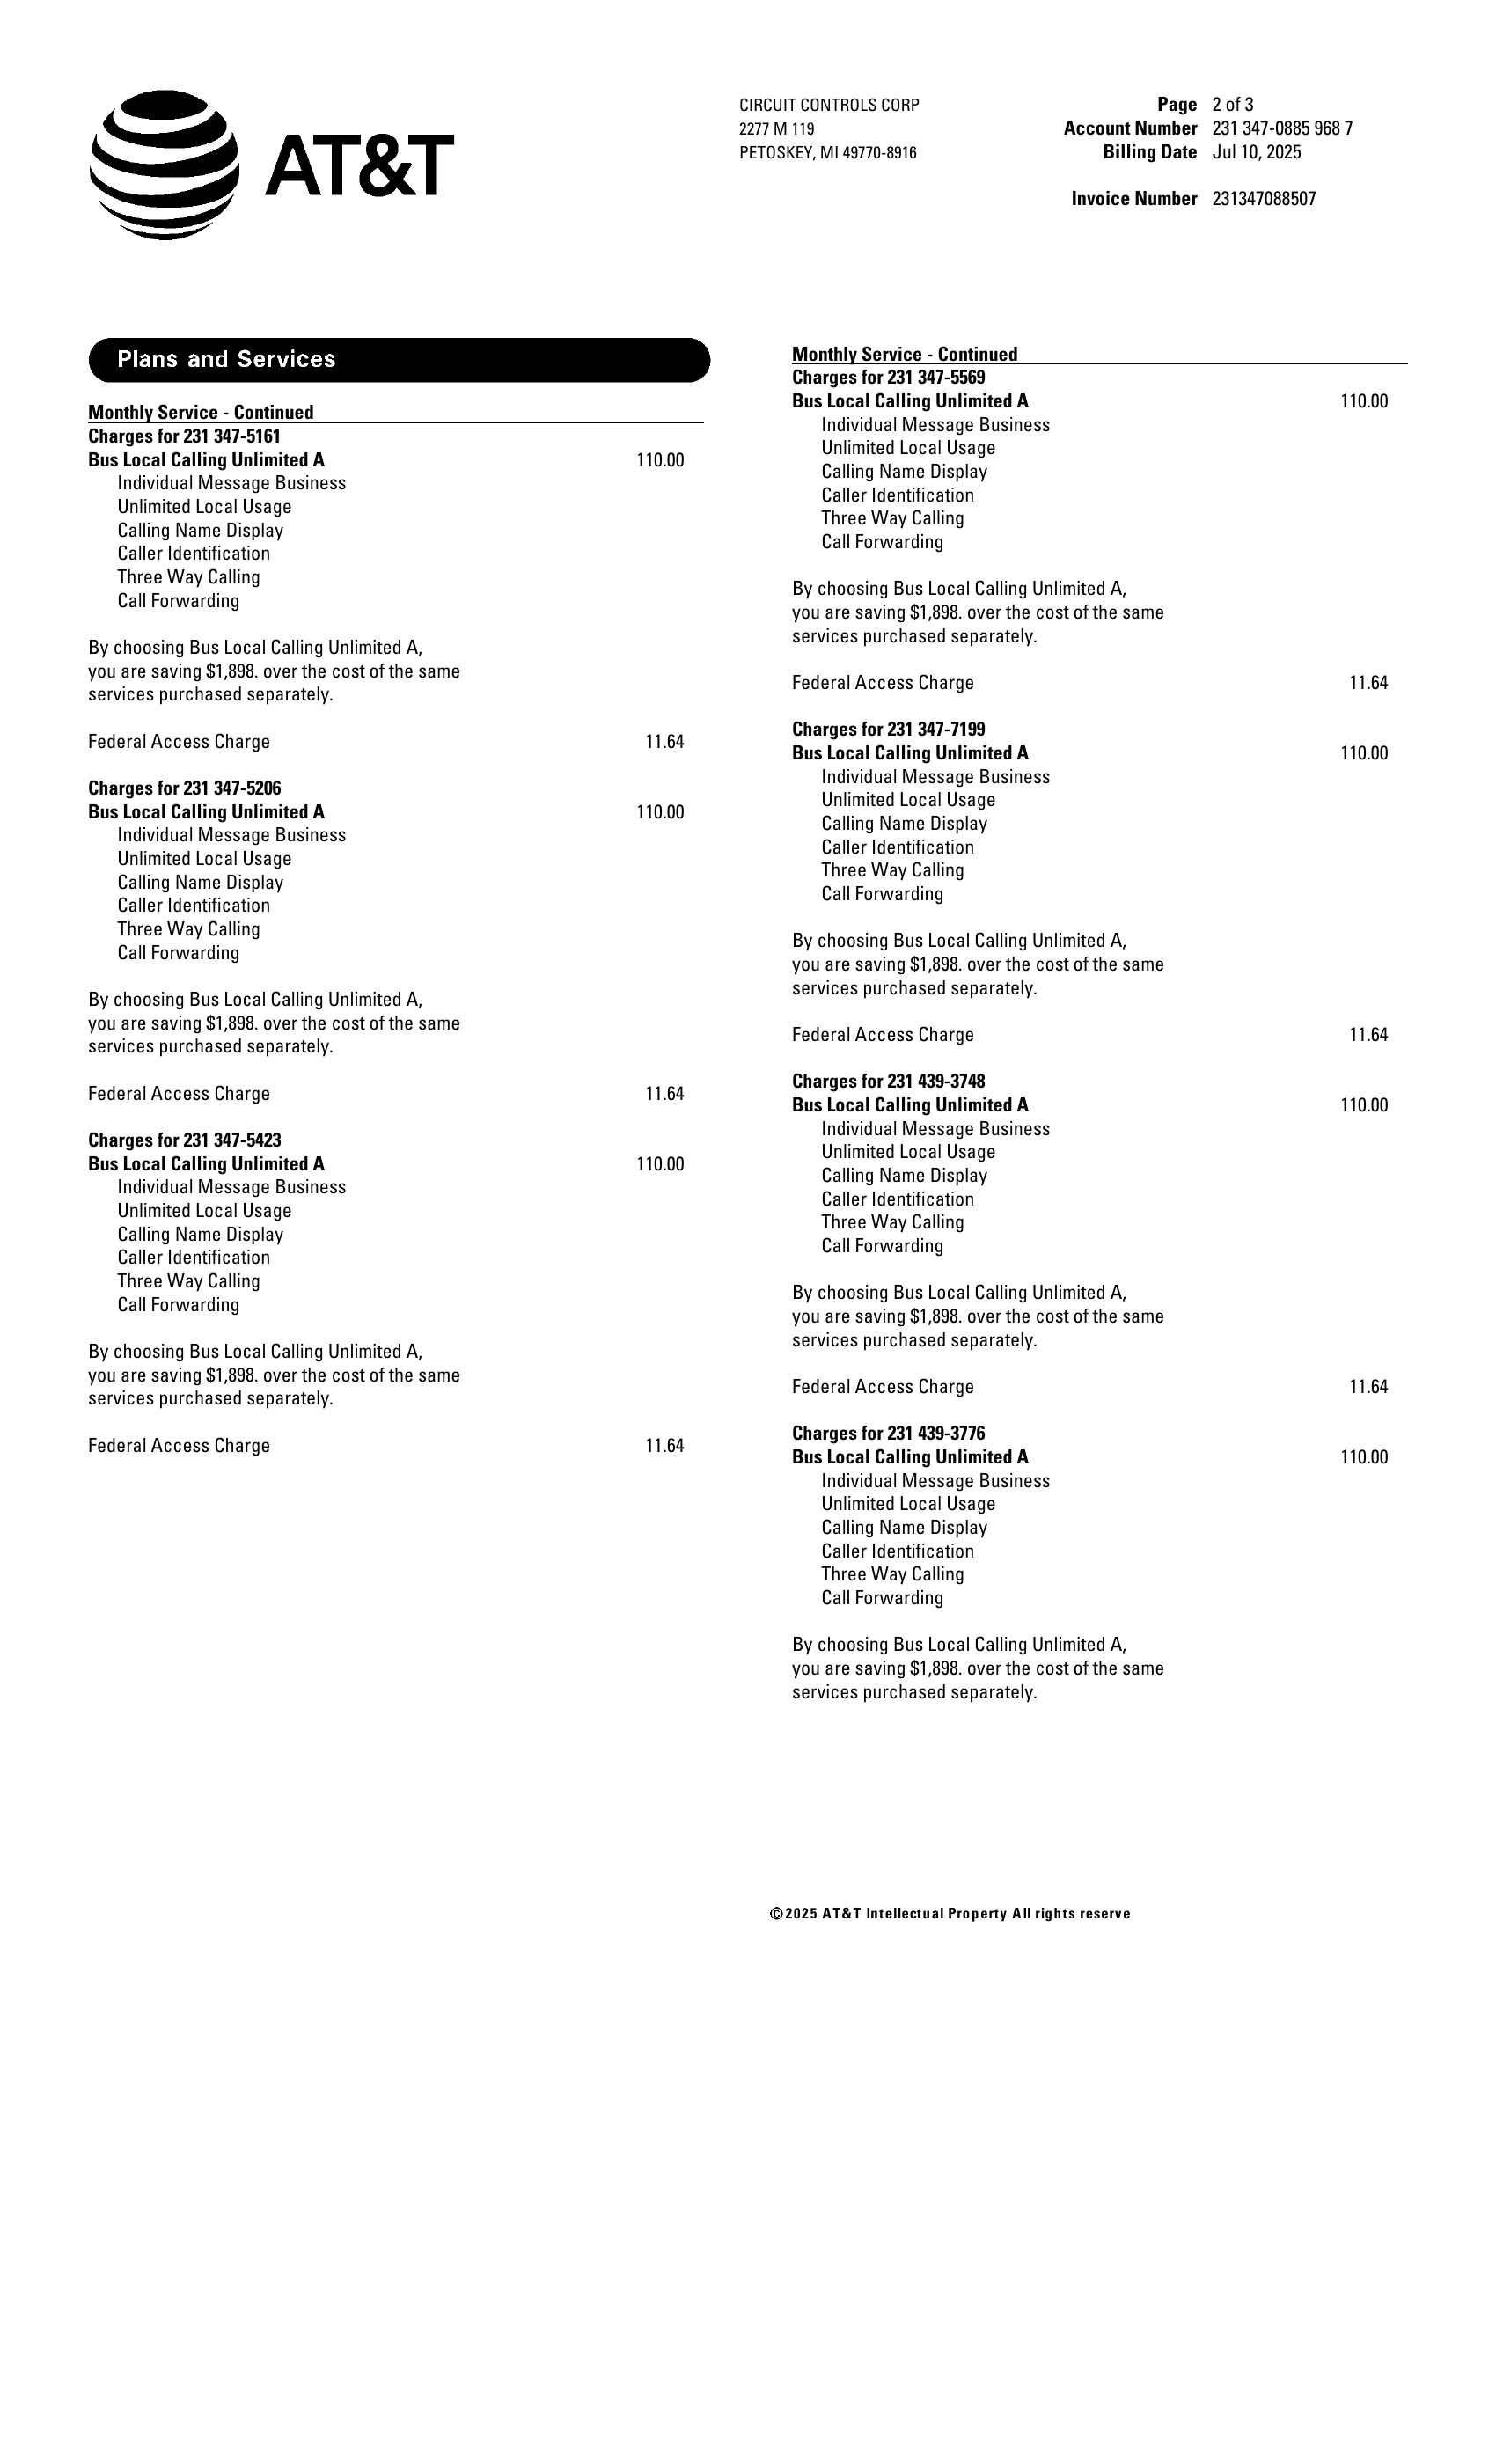 AT&T
CIRCUIT CONTROLS CORP
2277 M 119
PETOSKEY, MI 49770-8916
Page 2 of 3
Account Number 231 347-0885 968 7
Billing Date Jul 10, 2025
Invoice Number 231347088507
Plans and Services
Monthly Service - Continued
Charges for 231 347-5161
Bus Local Calling Unlimited A 110.00
Individual Message Business
Unlimited Local Usage
Calling Name Display
Caller Identification
Three Way Calling
Call Forwarding
By choosing Bus Local Calling Unlimited A,
you are saving $1,898. over the cost of the same
services purchased separately.
Federal Access Charge 11.64
Charges for 231 347-5206
Bus Local Calling Unlimited A 110.00
Individual Message Business
Unlimited Local Usage
Calling Name Display
Caller Identification
Three Way Calling
Call Forwarding
By choosing Bus Local Calling Unlimited A,
you are saving $1,898. over the cost of the same
services purchased separately.
Federal Access Charge 11.64
Charges for 231 347-5423
Bus Local Calling Unlimited A 110.00
Individual Message Business
Unlimited Local Usage
Calling Name Display
Caller Identification
Three Way Calling
Call Forwarding
By choosing Bus Local Calling Unlimited A,
you are saving $1,898. over the cost of the same
services purchased separately.
Federal Access Charge 11.64
Monthly Service - Continued
Charges for 231 347-5569
Bus Local Calling Unlimited A 110.00
Individual Message Business
Unlimited Local Usage
Calling Name Display
Caller Identification
Three Way Calling
Call Forwarding
By choosing Bus Local Calling Unlimited A,
you are saving $1,898. over the cost of the same
services purchased separately.
Federal Access Charge 11.64
Charges for 231 347-7199
Bus Local Calling Unlimited A 110.00
Individual Message Business
Unlimited Local Usage
Calling Name Display
Caller Identification
Three Way Calling
Call Forwarding
By choosing Bus Local Calling Unlimited A,
you are saving $1,898. over the cost of the same
services purchased separately.
Federal Access Charge 11.64
Charges for 231 439-3748
Bus Local Calling Unlimited A 110.00
Individual Message Business
Unlimited Local Usage
Calling Name Display
Caller Identification
Three Way Calling
Call Forwarding
By choosing Bus Local Calling Unlimited A,
you are saving $1,898. over the cost of the same
services purchased separately.
Federal Access Charge 11.64
Charges for 231 439-3776
Bus Local Calling Unlimited A 110.00
Individual Message Business
Unlimited Local Usage
Calling Name Display
Caller Identification
Three Way Calling
Call Forwarding
By choosing Bus Local Calling Unlimited A,
you are saving $1,898. over the cost of the same
services purchased separately.
©2025 AT&T Intellectual Property All rights reserve